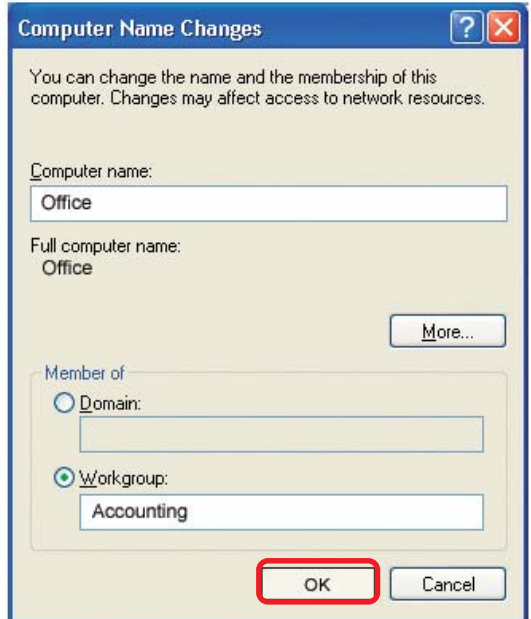 Computer Name Changes
You can change the name and the membership of this
computer. Changes may affect access to network resources.
Computer name:
Office
Full computer name:
Office
More...
Member of
Domain:
Workgroup:
Accounting
OK Cancel